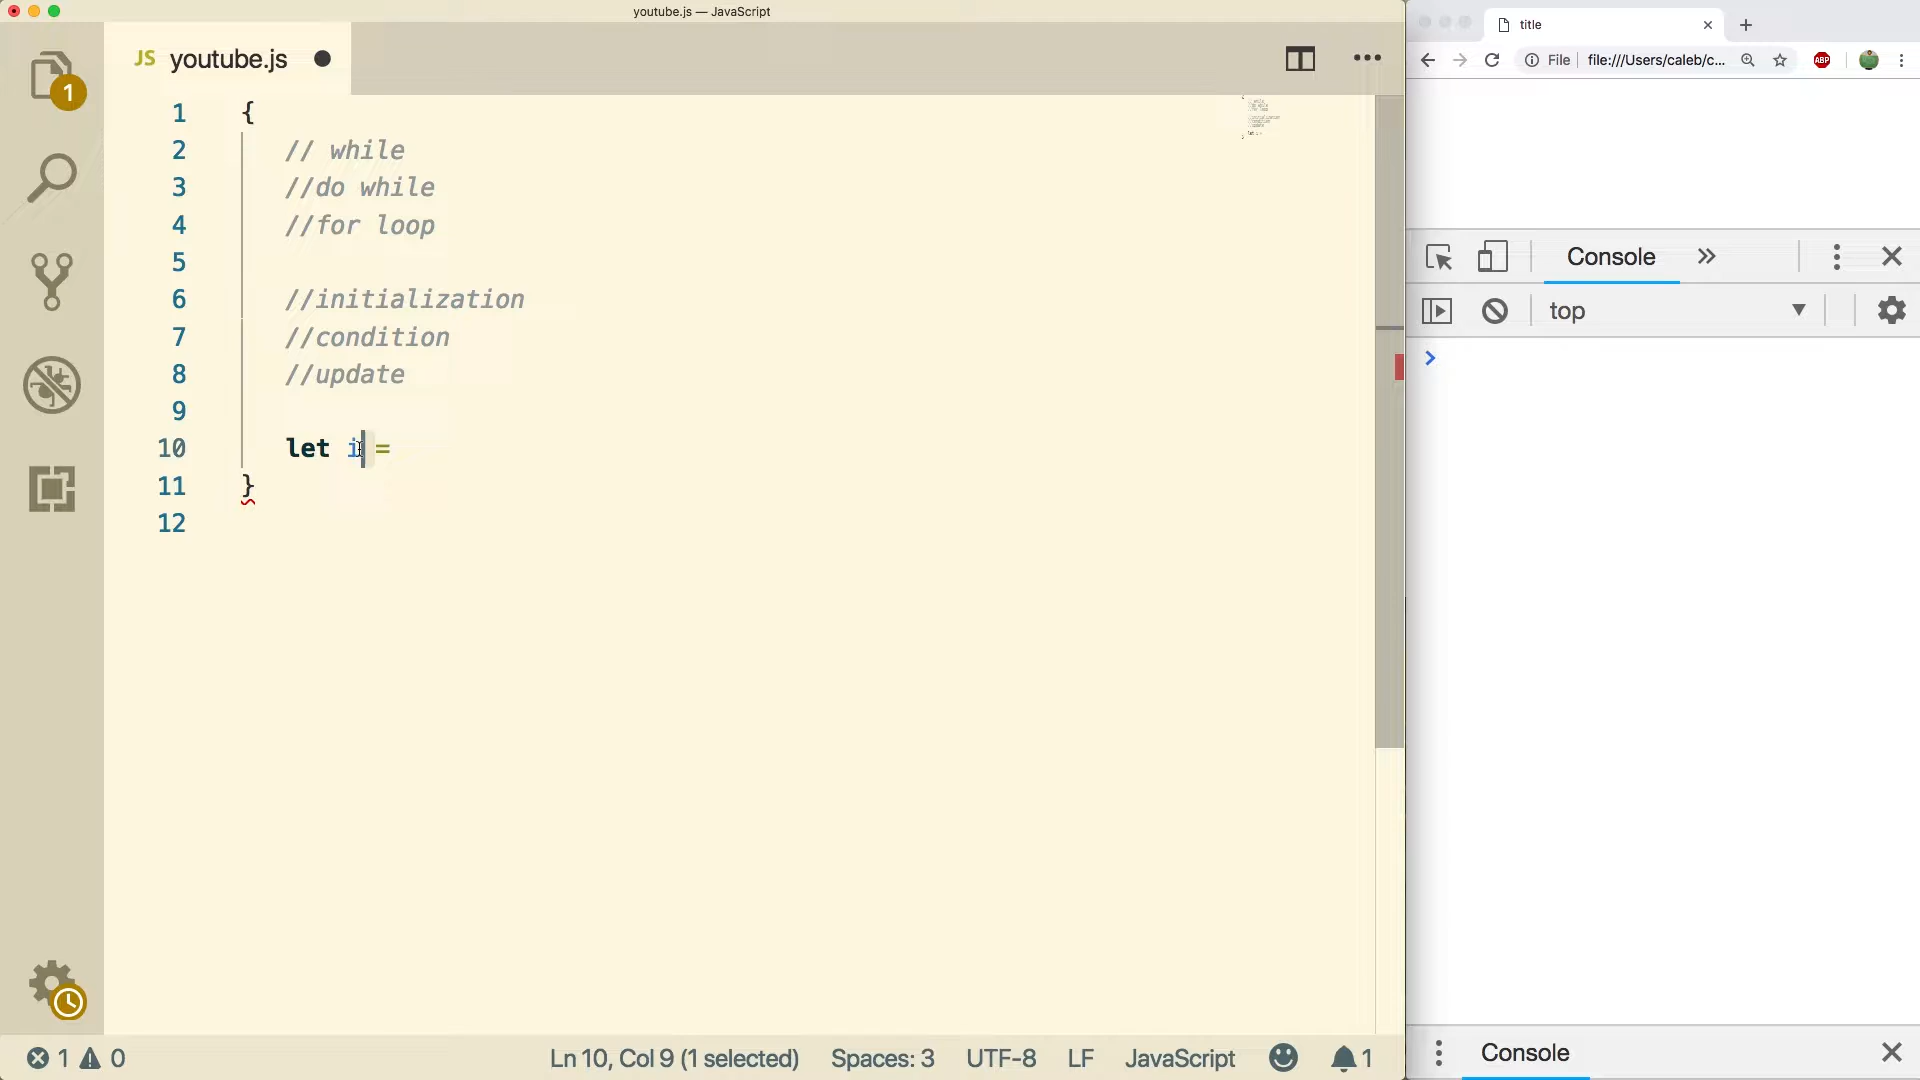 youtube.js — JavaScript
JS youtube.js
1 {
2 // while
3 //do while
4 //for loop
5
6 //initialization
7 //condition
8 //update
9
10 let i =
11 }
12
1
1 0
Ln 10, Col 9 (1 selected) Spaces: 3 UTF-8 LF JavaScript 1
title
File file:///Users/caleb/c... ABP
Console
top
Console